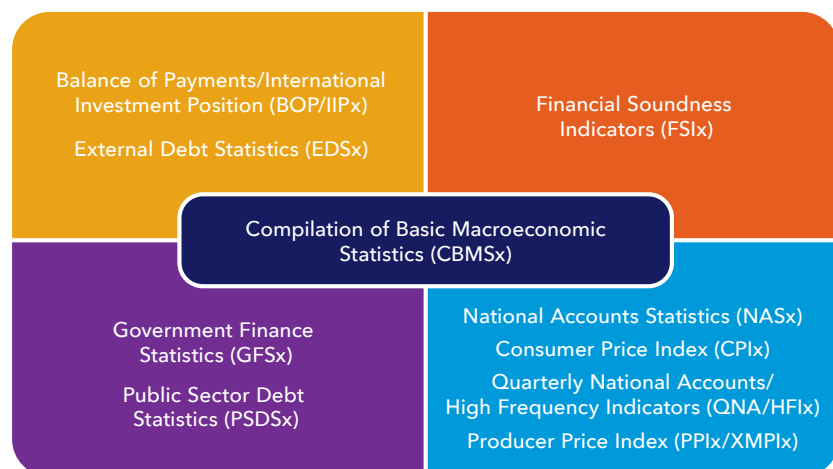 Balance of Payments/International
Investment Position (BOP/IIPx)
External Debt Statistics (EDSx)
Financial Soundness
Indicators (FSIx)
Compilation of Basic Macroeconomic
Statistics (CBMSx)
Government Finance
Statistics (GFSx)
Public Sector Debt
Statistics (PSDSx)
National Accounts Statistics (NASx)
Consumer Price Index (CPIx)
Quarterly National Accounts/
High Frequency Indicators (QNA/HFIx)
Producer Price Index (PPIx/XMPIx)